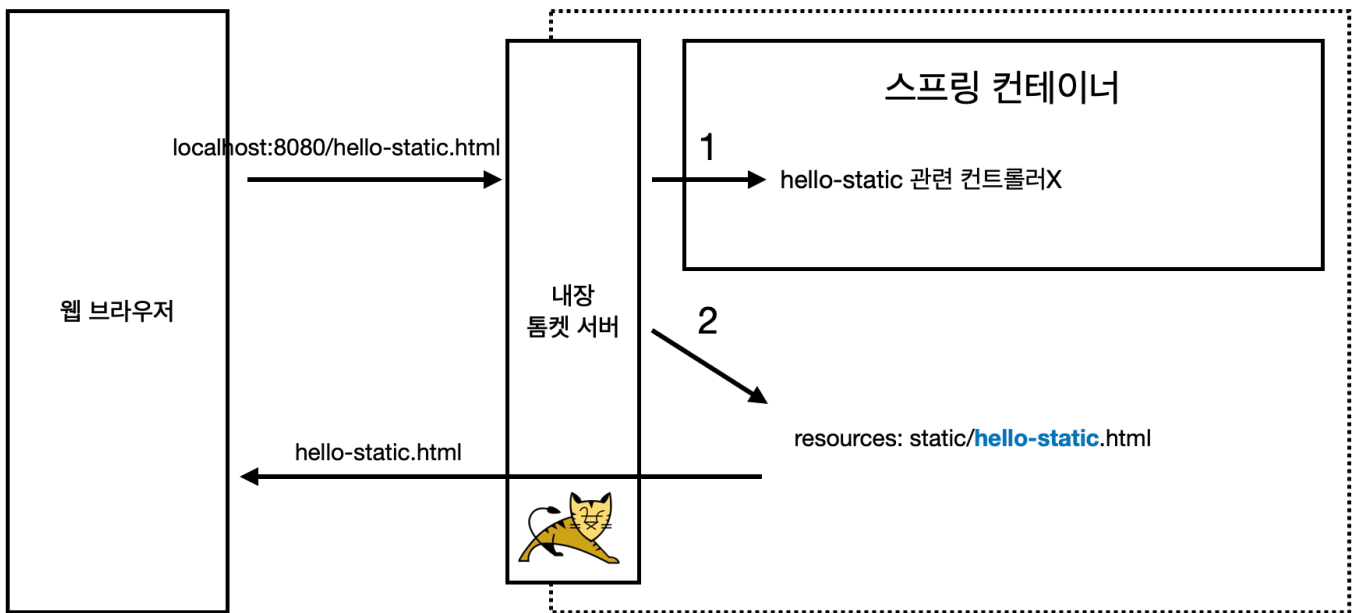 스프링 컨테이너
localhost:8080/hello-static.html
1
hello-static 관련 컨트롤러X
웹 브라우저
내장
톰켓 서버
2
resources: static/hello-static.html
hello-static.html